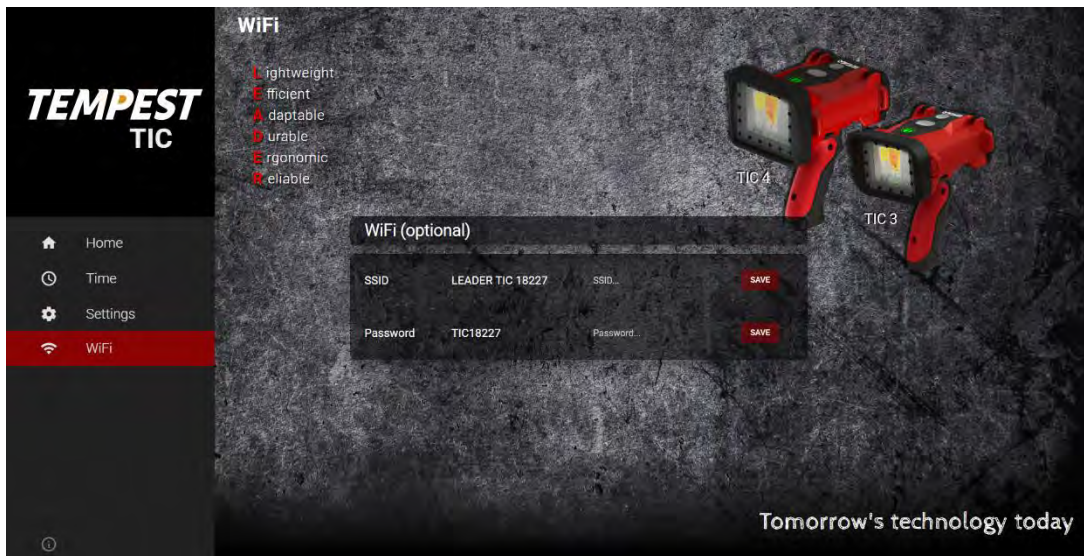 WiFi
Lightweight
Efficient
Adaptable
Durable
Ergonomic
Reliable
TEMPEST
TIC
TIC 4
TIC 3
Home
Time
Settings
WiFi
WiFi (optional)
SSID LEADER TIC 18227 SSID... SAVE
Password TIC18227 Password... SAVE
Tomorrow's technology today